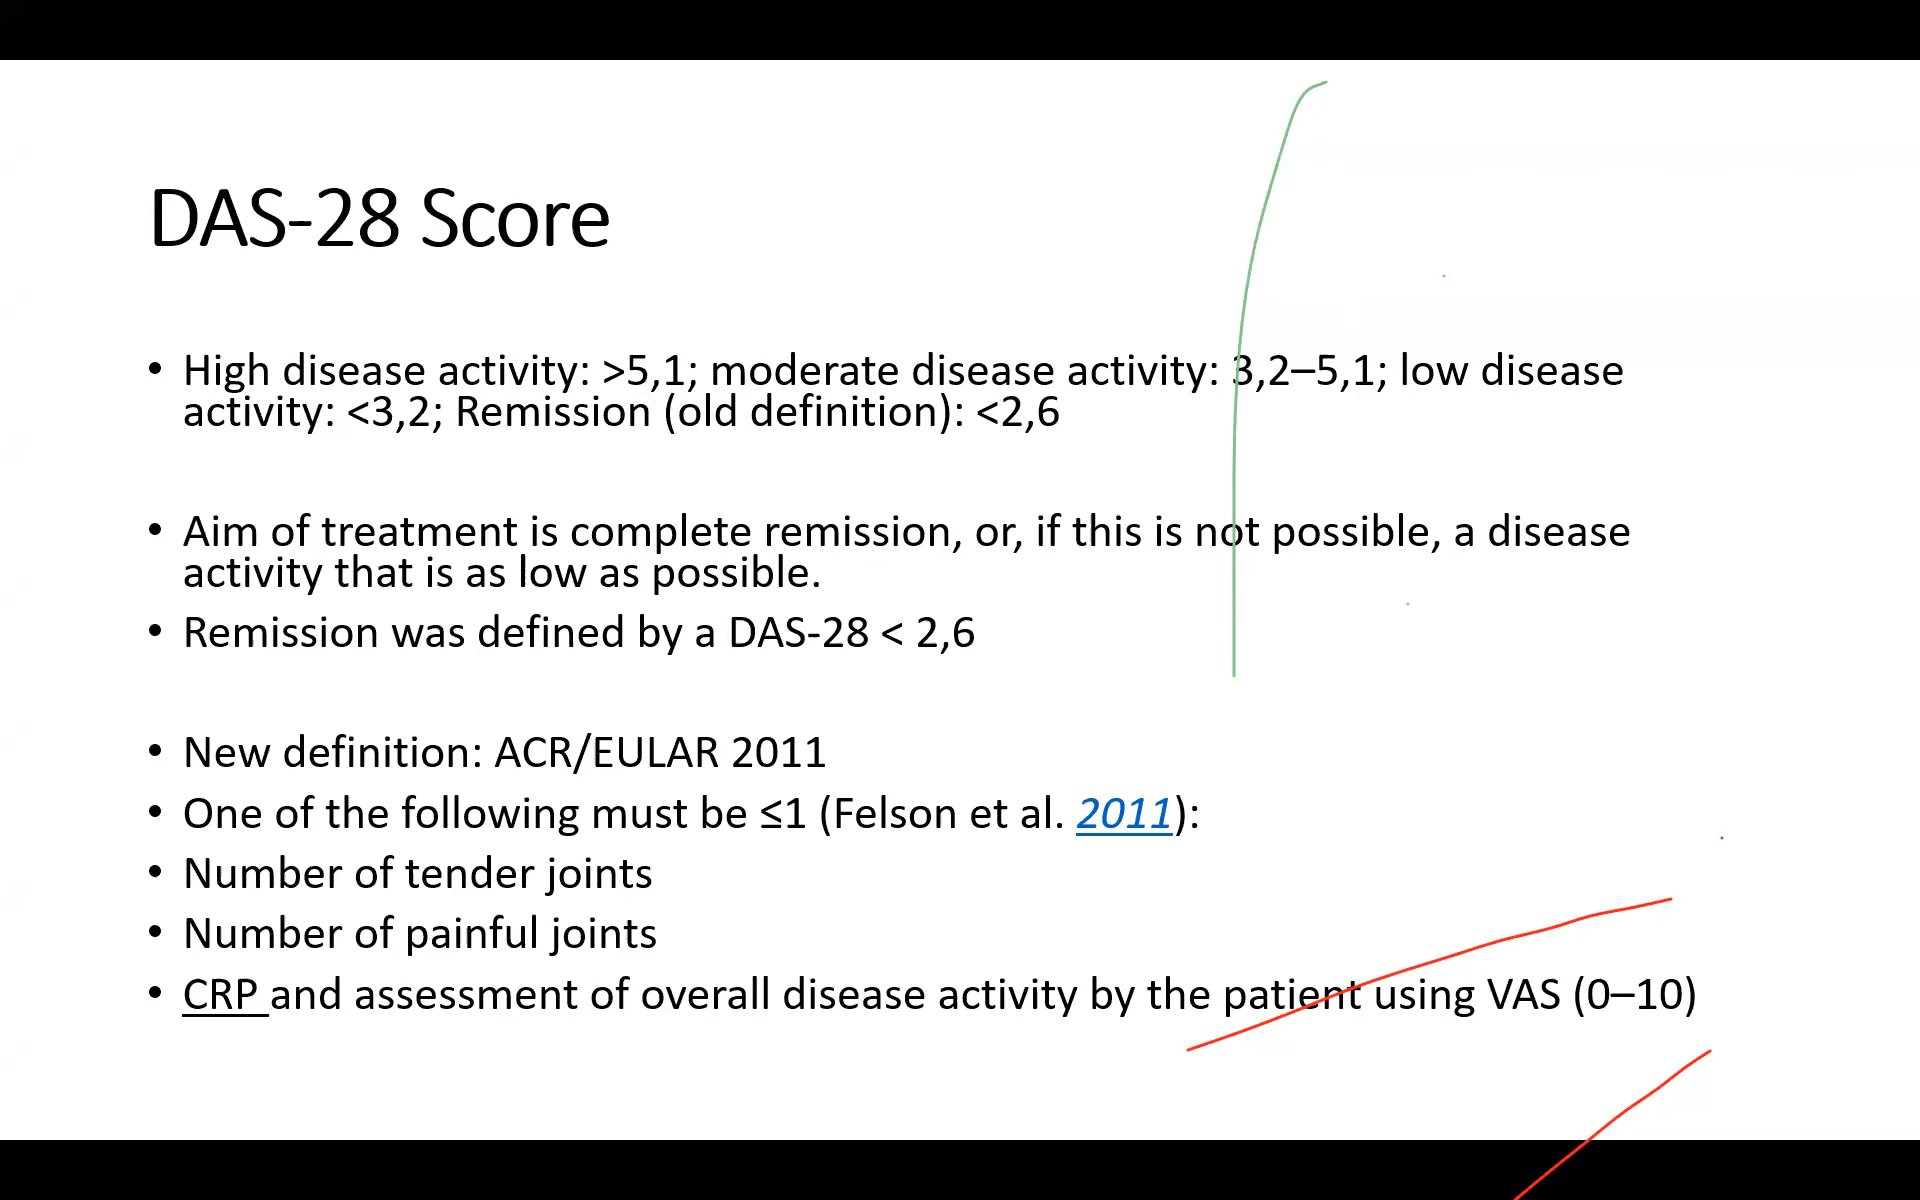 DAS-28 Score
• High disease activity: >5,1; moderate disease activity: 3,2–5,1; low disease
activity: <3,2; Remission (old definition): <2,6
• Aim of treatment is complete remission, or, if this is not possible, a disease
activity that is as low as possible.
• Remission was defined by a DAS-28 < 2,6
• New definition: ACR/EULAR 2011
• One of the following must be ≤1 (Felson et al. 2011):
• Number of tender joints
• Number of painful joints
• CRP and assessment of overall disease activity by the patient using VAS (0–10)